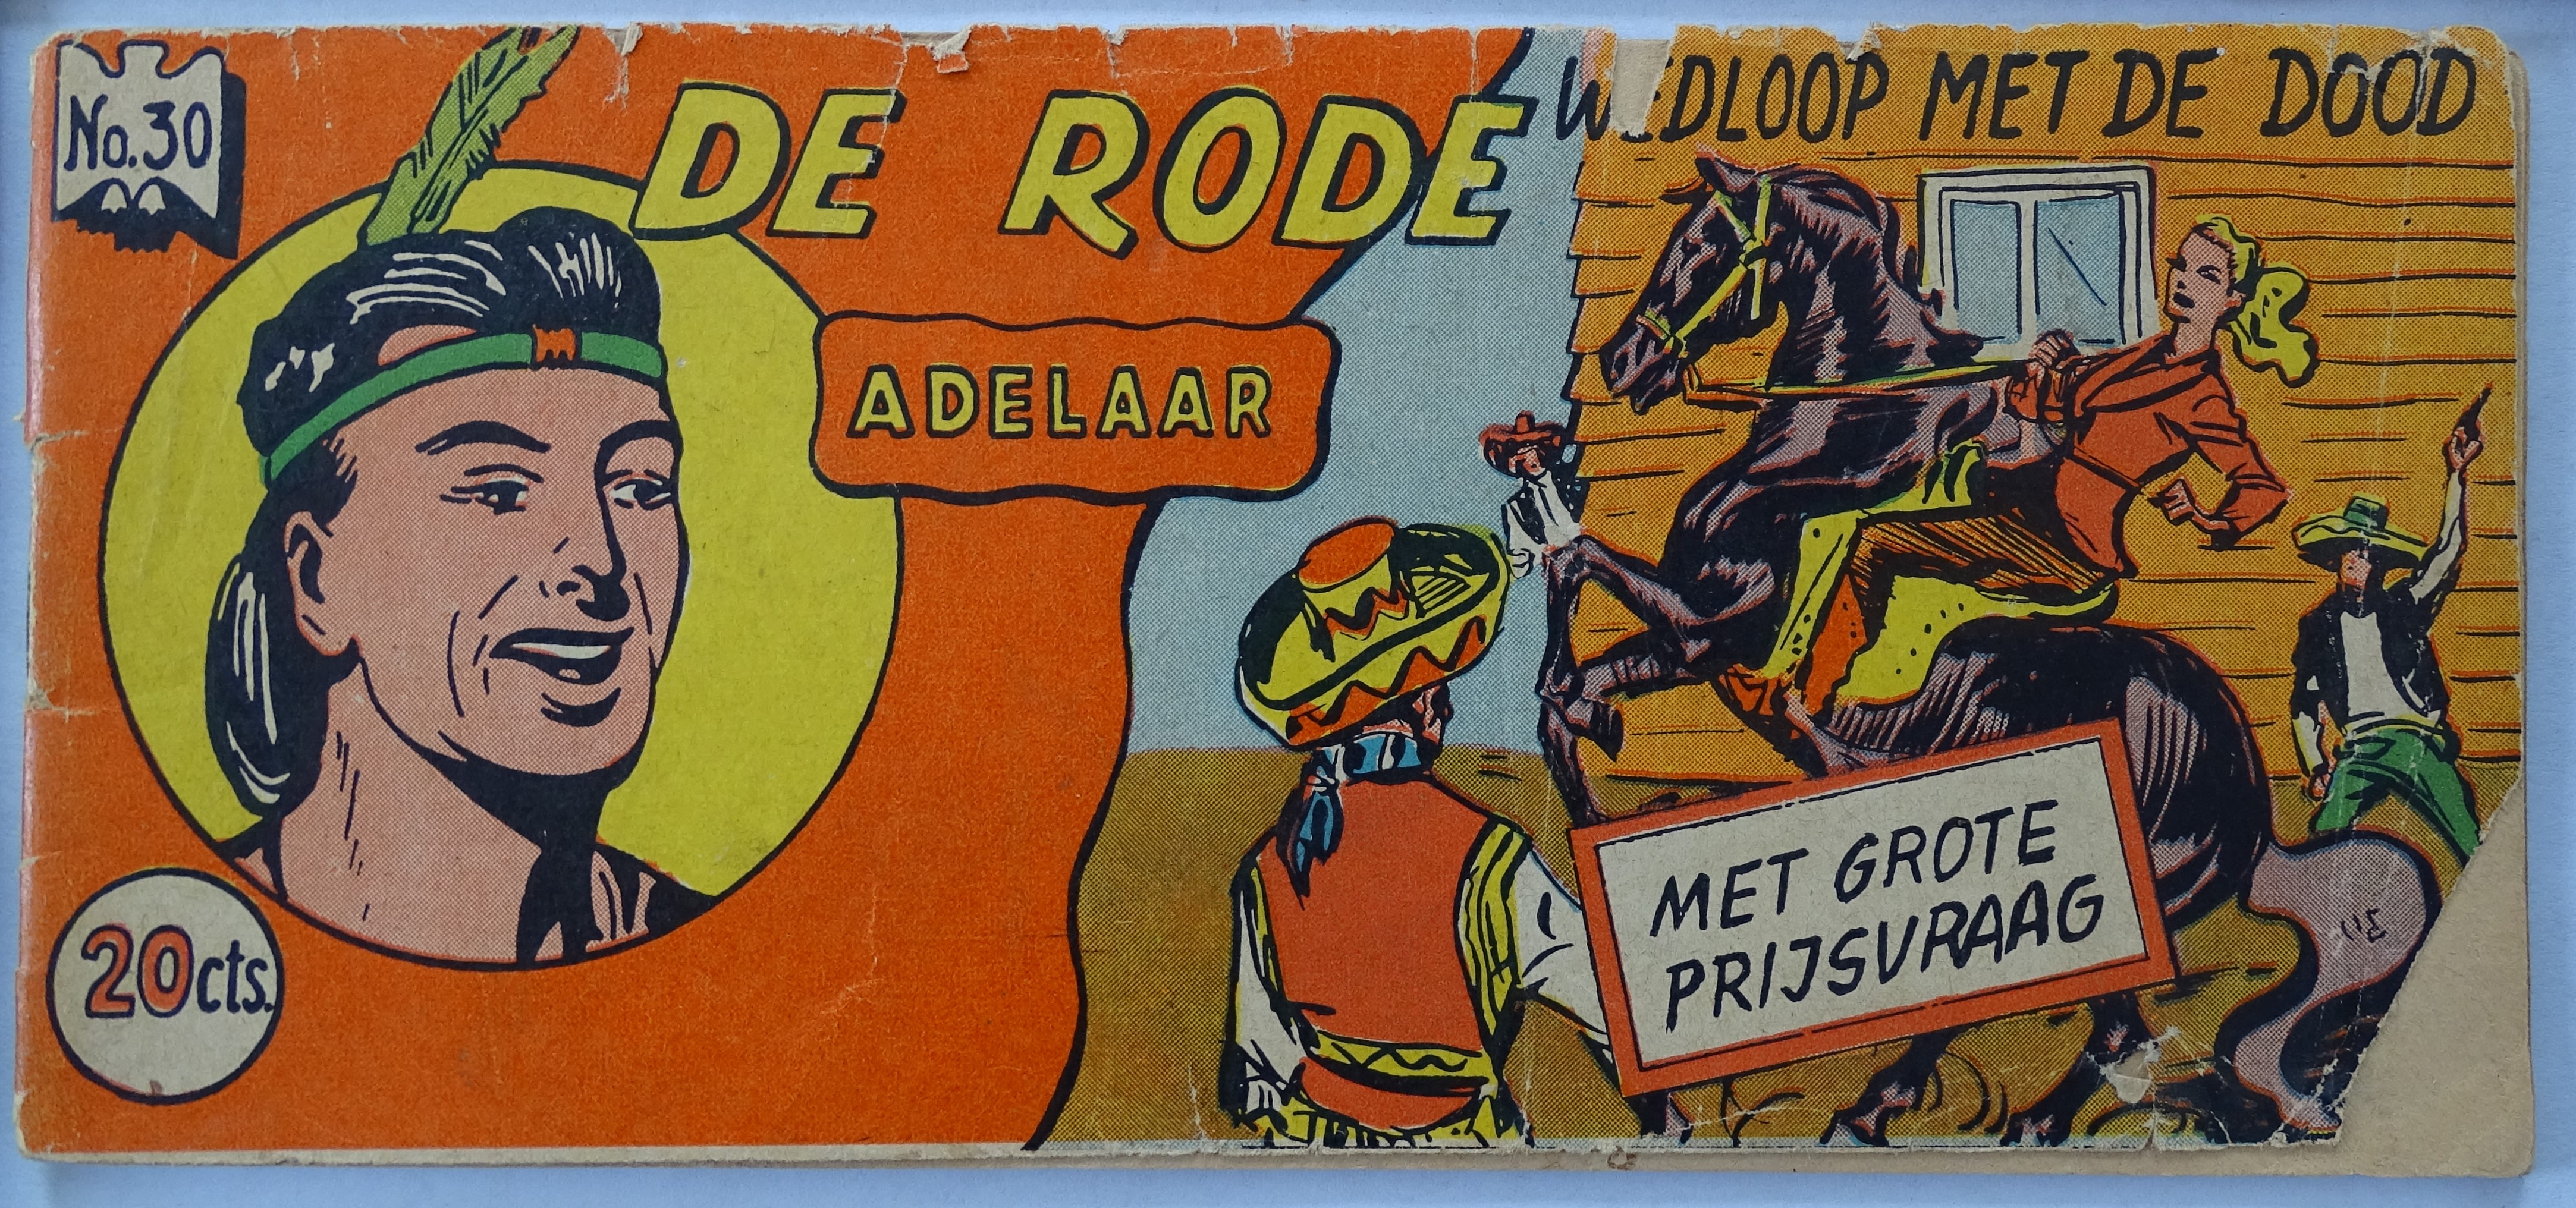 No.30
DE RODE
ADELAAR
WEDLOOP MET DE DOOD
MET GROTE
PRIJSVRAAG
20cts.